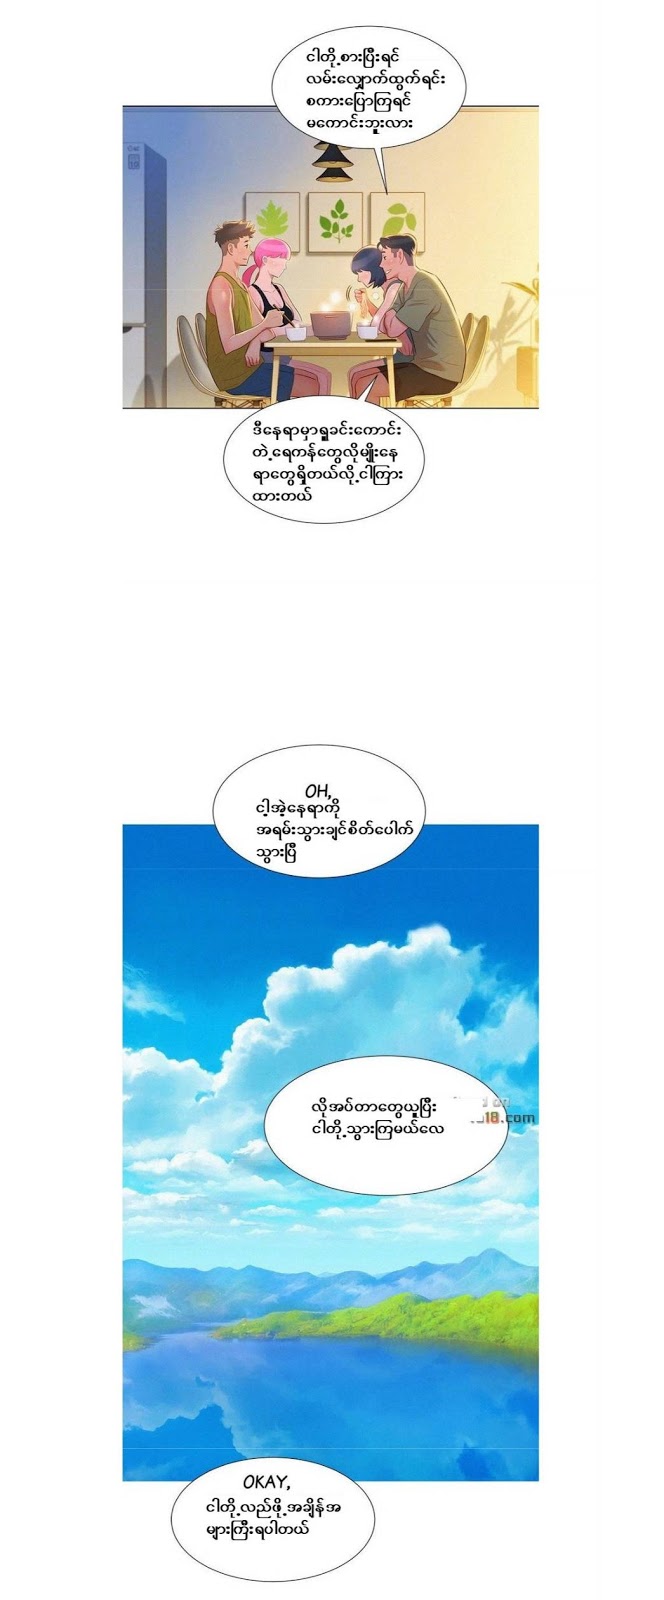 ငါတို့စားပြီးရင်
လမ်းလျှောက်ထွက်ရင်း
စကားပြောကြရင်
မကောင်းဘူးလား
ဒီနေရာမှာရှုခင်းကောင်း
တဲ့ရေကန်တွေလိုမျိုးနေ
ရာတွေရှိတယ်လို့ငါကြား
ထားတယ်
OH,
ငါ့အဲ့နေရာကို
အရမ်းသွားချင်စိတ်ပေါက်
သွားပြီ
လိုအပ်တာတွေယူပြီး
ငါတို့သွားကြမယ်လေ
18.com
OKAY,
ငါတို့လည်ဖို့အချိန်အ
များကြီးရပါတယ်